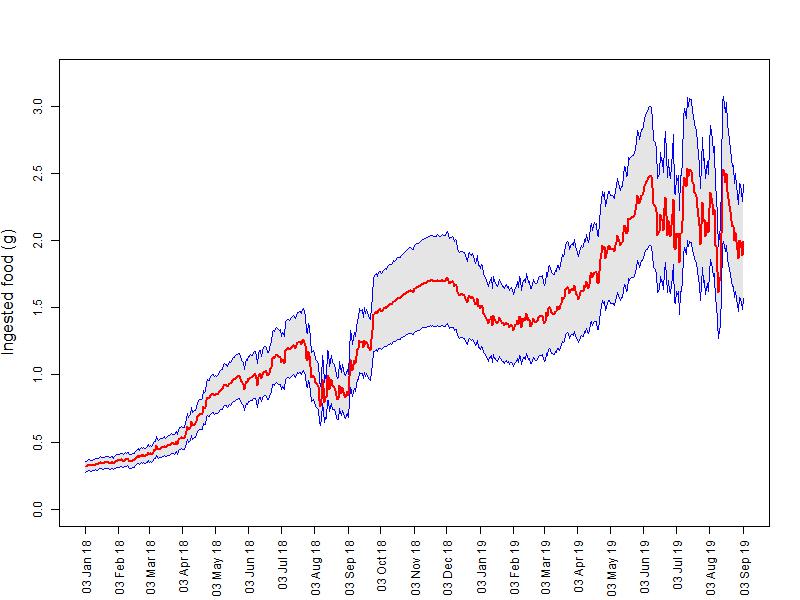 Ingested food (g)
3.0
2.5
2.0
1.5
1.0
0.5
0.0
03 Jan 18
03 Feb 18
03 Mar 18
03 Apr 18
03 May 18
03 Jun 18
03 Jul 18
03 Aug 18
03 Sep 18
03 Oct 18
03 Nov 18
03 Dec 18
03 Jan 19
03 Feb 19
03 Mar 19
03 Apr 19
03 May 19
03 Jun 19
03 Jul 19
03 Aug 19
03 Sep 19